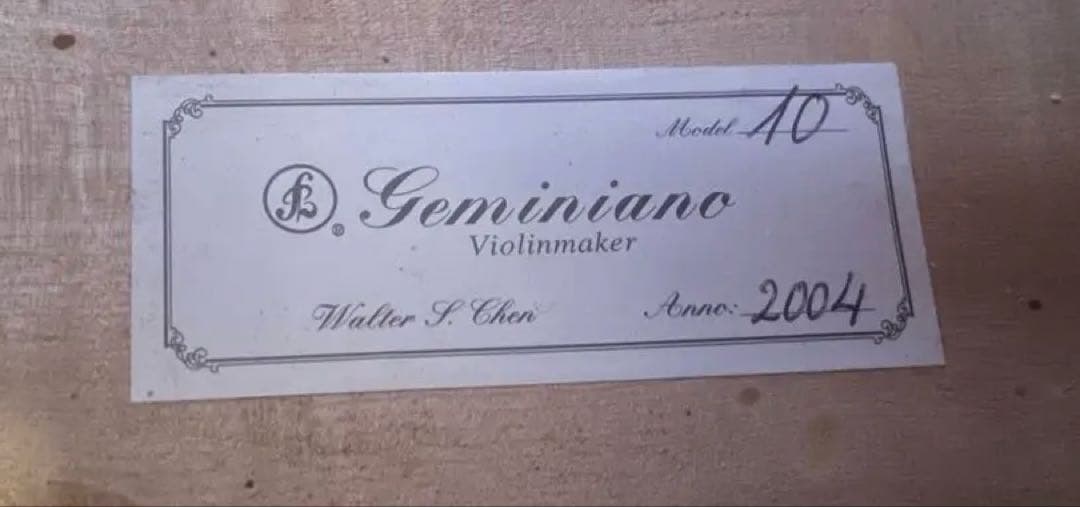 Model 10
Geminiano
Violinmaker
Walter S. Chen Anno: 2004